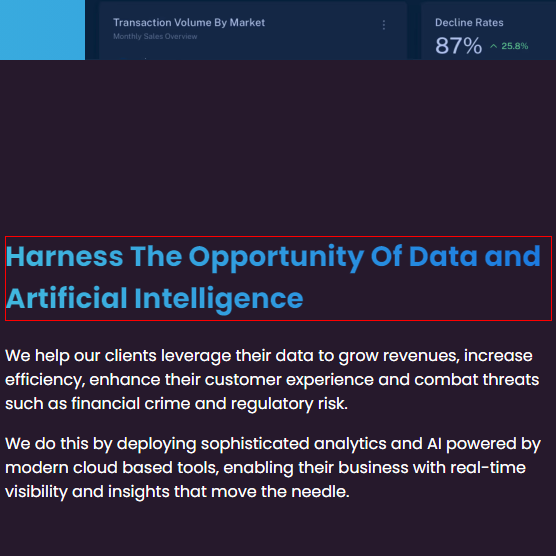 Transaction Volume By Market
Monthly Sales Overview
Decline Rates
87% 25.8%
Harness The Opportunity Of Data and
Artificial Intelligence
We help our clients leverage their data to grow revenues, increase
efficiency, enhance their customer experience and combat threats
such as financial crime and regulatory risk.
We do this by deploying sophisticated analytics and AI powered by
modern cloud based tools, enabling their business with real-time
visibility and insights that move the needle.